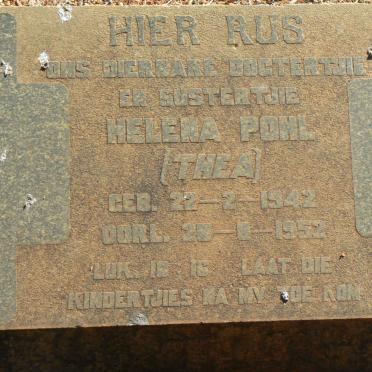 HIER RUS
ONS DIERBARE DOGTERTJIE
EN SUSTERTJIE
HELENA POHL
(THEA)
GEB. 22-2-1942
OORL. 28-8-1952
LUK. 18:16 LAAT DIE
KINDERTJIES NA MY TOE KOM